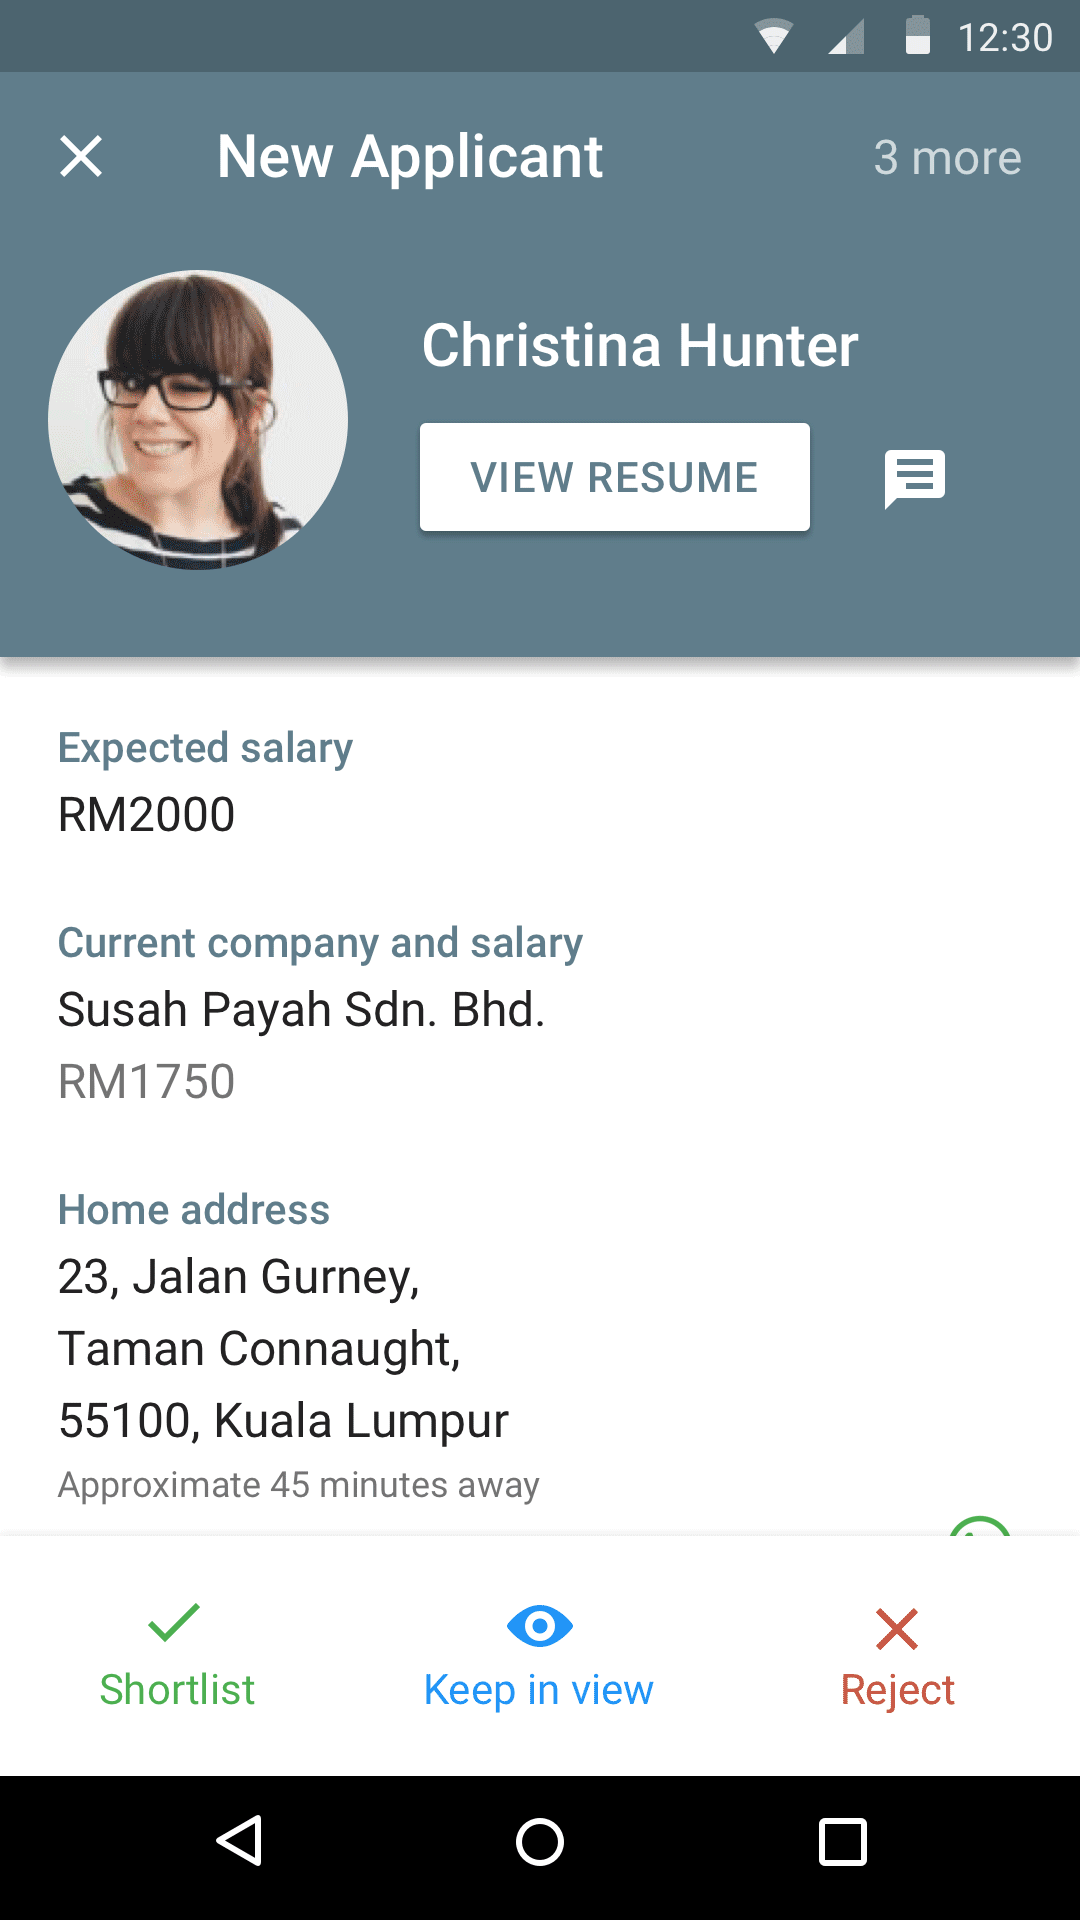 12:30
New Applicant
3 more
Christina Hunter
VIEW RESUME
Expected salary
RM2000
Current company and salary
Susah Payah Sdn. Bhd.
RM1750
Home address
23, Jalan Gurney,
Taman Connaught,
55100, Kuala Lumpur
Approximate 45 minutes away
Shortlist
Keep in view
Reject